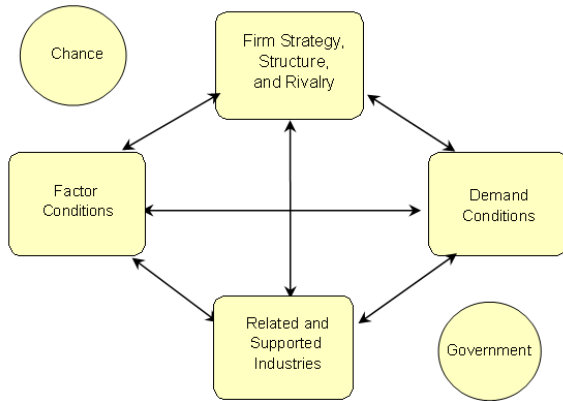 Chance
Firm Strategy,
Structure,
and Rivalry
Factor
Conditions
Demand
Conditions
Related and
Supported
Industries
Government